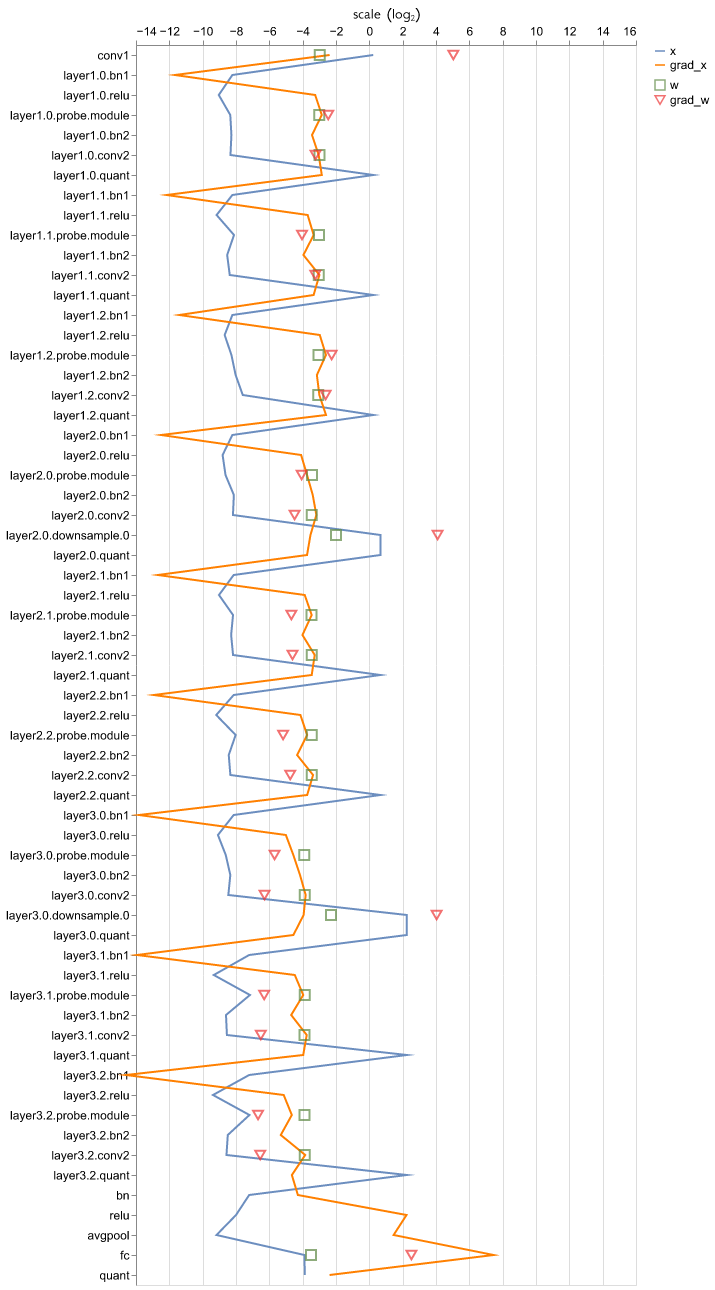 scale (log₂)
−14 −12 −10 −8 −6 −4 −2 0 2 4 6 8 10 12 14 16
x
grad_x
w
grad_w
conv1
layer1.0.bn1
layer1.0.relu
layer1.0.probe.module
layer1.0.bn2
layer1.0.conv2
layer1.0.quant
layer1.1.bn1
layer1.1.relu
layer1.1.probe.module
layer1.1.bn2
layer1.1.conv2
layer1.1.quant
layer1.2.bn1
layer1.2.relu
layer1.2.probe.module
layer1.2.bn2
layer1.2.conv2
layer1.2.quant
layer2.0.bn1
layer2.0.relu
layer2.0.probe.module
layer2.0.bn2
layer2.0.conv2
layer2.0.downsample.0
layer2.0.quant
layer2.1.bn1
layer2.1.relu
layer2.1.probe.module
layer2.1.bn2
layer2.1.conv2
layer2.1.quant
layer2.2.bn1
layer2.2.relu
layer2.2.probe.module
layer2.2.bn2
layer2.2.conv2
layer2.2.quant
layer3.0.bn1
layer3.0.relu
layer3.0.probe.module
layer3.0.bn2
layer3.0.conv2
layer3.0.downsample.0
layer3.0.quant
layer3.1.bn1
layer3.1.relu
layer3.1.probe.module
layer3.1.bn2
layer3.1.conv2
layer3.1.quant
layer3.2.bn1
layer3.2.relu
layer3.2.probe.module
layer3.2.bn2
layer3.2.conv2
layer3.2.quant
bn
relu
avgpool
fc
quant